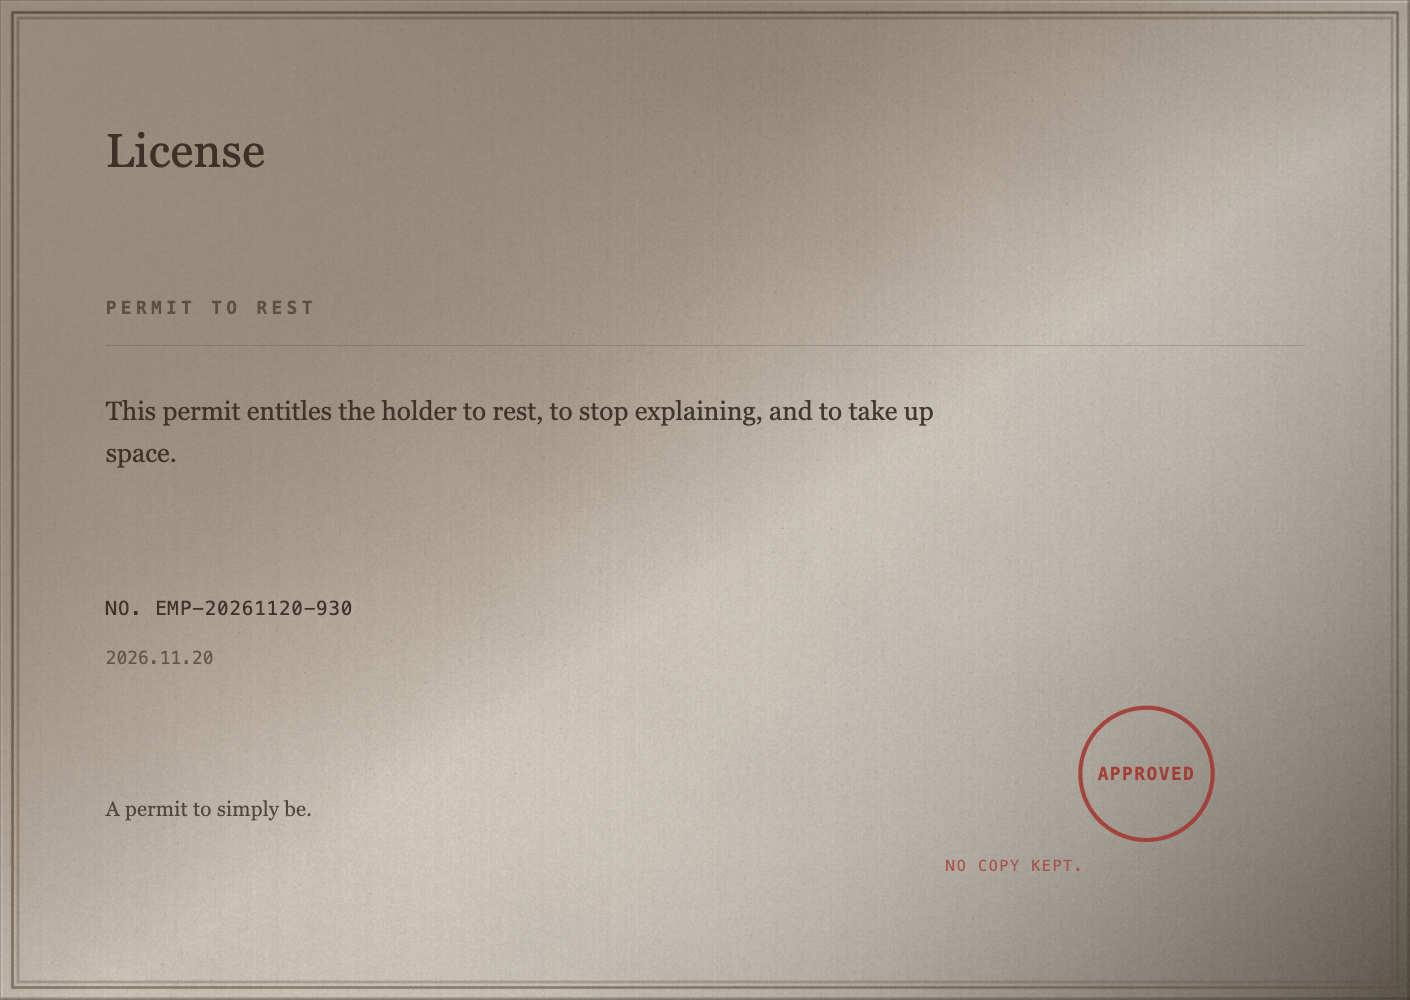 License
PERMIT TO REST
This permit entitles the holder to rest, to stop explaining, and to take up
space.
NO. EMP-20261120-930
2026.11.20
APPROVED
A permit to simply be.
NO COPY KEPT.